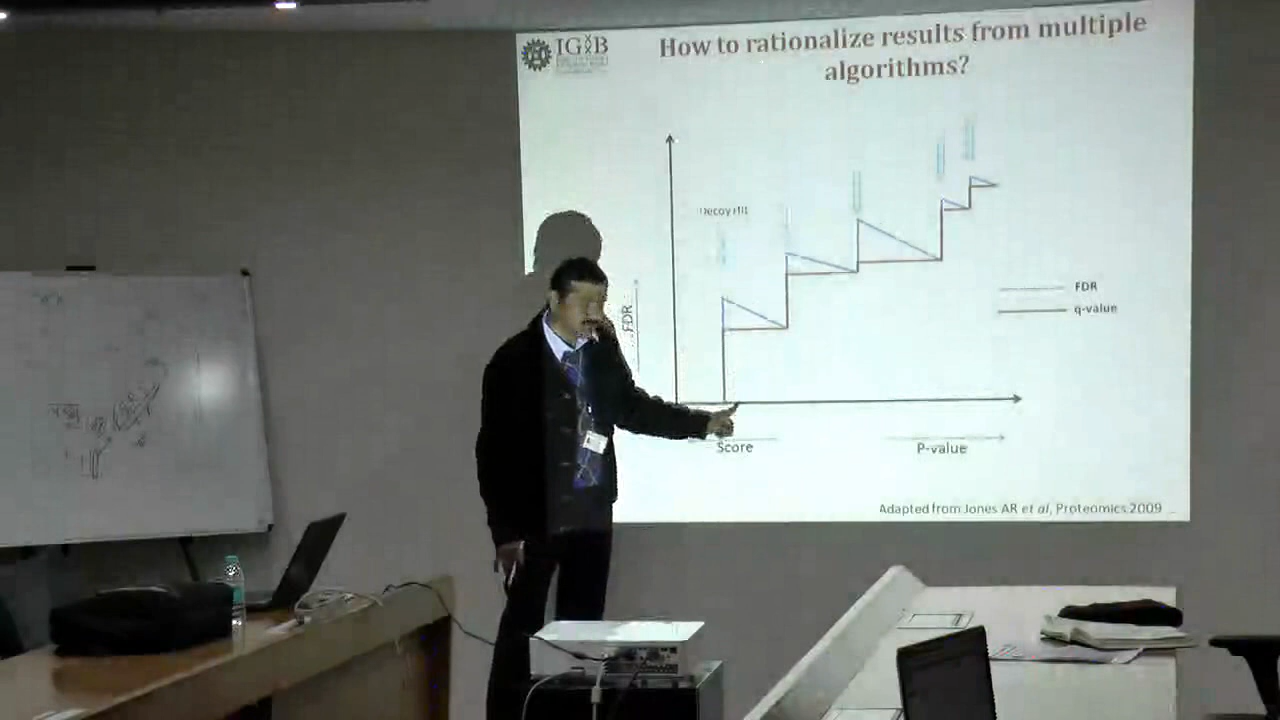 IGIB
How to rationalize results from multiple
algorithms?
Decoy Hit
FDR
FDR
q-value
Score
P-value
Adapted from Jones AR et al, Proteomics 2009